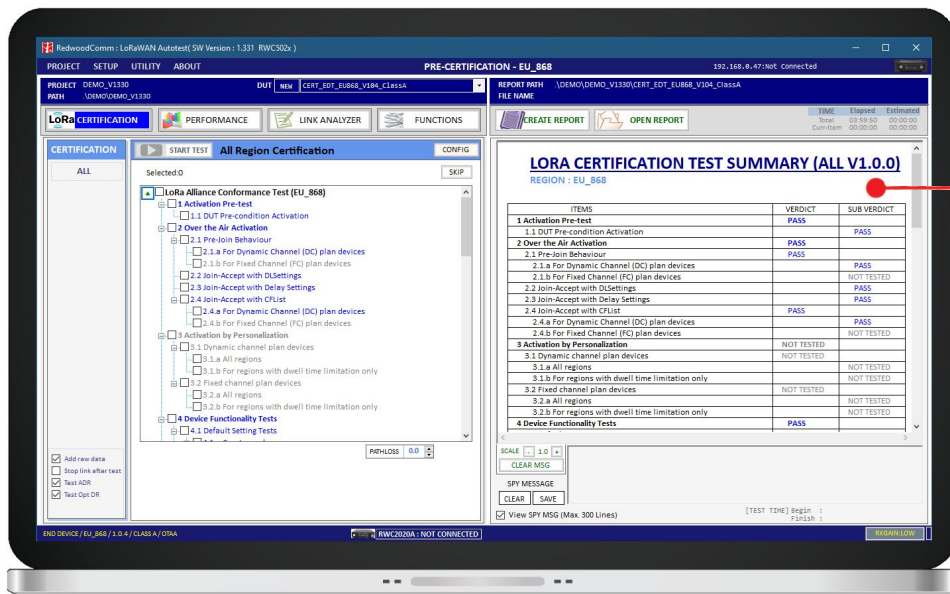 RedwoodComm : LoRaWAN Autotest( SW Version : 1.331 RWC502x )
PROJECT SETUP UTILITY ABOUT
PRE-CERTIFICATION - EU_868
192.168.0.47:Not Connected
PROJECT DEMO_V1330
PATH .\DEMO\DEMO_V1330
DUT NEW CERT_EDT_EU868_V104_ClassA
REPORT PATH .\DEMO\DEMO_V1330\CERT_EDT_EU868_V104_ClassA
FILE NAME
LoRa CERTIFICATION
PERFORMANCE
LINK ANALYZER
FUNCTIONS
CREATE REPORT
OPEN REPORT
TIME Elapsed Estimated
Total 03:59:50 00:00:00
Curr-Item 00:00:00 00:00:00
CERTIFICATION
ALL
START TEST
All Region Certification
CONFIG
Selected:0
SKIP
LoRa Alliance Conformance Test (EU_868)
1 Activation Pre-test
1.1 DUT Pre-condition Activation
2 Over the Air Activation
2.1 Pre-Join Behaviour
2.1.a For Dynamic Channel (DC) plan devices
2.1.b For Fixed Channel (FC) plan devices
2.2 Join-Accept with DLSettings
2.3 Join-Accept with Delay Settings
2.4 Join-Accept with CFList
2.4.a For Dynamic Channel (DC) plan devices
2.4.b For Fixed Channel (FC) plan devices
3 Activation by Personalization
3.1 Dynamic channel plan devices
3.1.a All regions
3.1.b For regions with dwell time limitation only
3.2 Fixed channel plan devices
3.2.a All regions
3.2.b For regions with dwell time limitation only
4 Device Functionality Tests
4.1 Default Setting Tests
PATHLOSS 0.0
Add raw data
Stop link after test
Test ADR
Test Opt DR
LORA CERTIFICATION TEST SUMMARY (ALL V1.0.0)
REGION : EU_868
ITEMS VERDICT SUB VERDICT
1 Activation Pre-test PASS
1.1 DUT Pre-condition Activation PASS
2 Over the Air Activation PASS
2.1 Pre-Join Behaviour PASS
2.1.a For Dynamic Channel (DC) plan devices PASS
2.1.b For Fixed Channel (FC) plan devices NOT TESTED
2.2 Join-Accept with DLSettings PASS
2.3 Join-Accept with Delay Settings PASS
2.4 Join-Accept with CFList PASS
2.4.a For Dynamic Channel (DC) plan devices PASS
2.4.b For Fixed Channel (FC) plan devices NOT TESTED
3 Activation by Personalization NOT TESTED
3.1 Dynamic channel plan devices NOT TESTED
3.1.a All regions NOT TESTED
3.1.b For regions with dwell time limitation only NOT TESTED
3.2 Fixed channel plan devices NOT TESTED
3.2.a All regions NOT TESTED
3.2.b For regions with dwell time limitation only NOT TESTED
4 Device Functionality Tests PASS
SCALE - 1.0 +
CLEAR MSG
SPY MESSAGE
CLEAR SAVE
View SPY MSG (Max. 300 Lines)
[TEST TIME] Begin :
Finish :
END DEVICE / EU_868 / 1.0.4 / CLASS A / OTAA
RWC2020A : NOT CONNECTED
RXGAIN:LOW